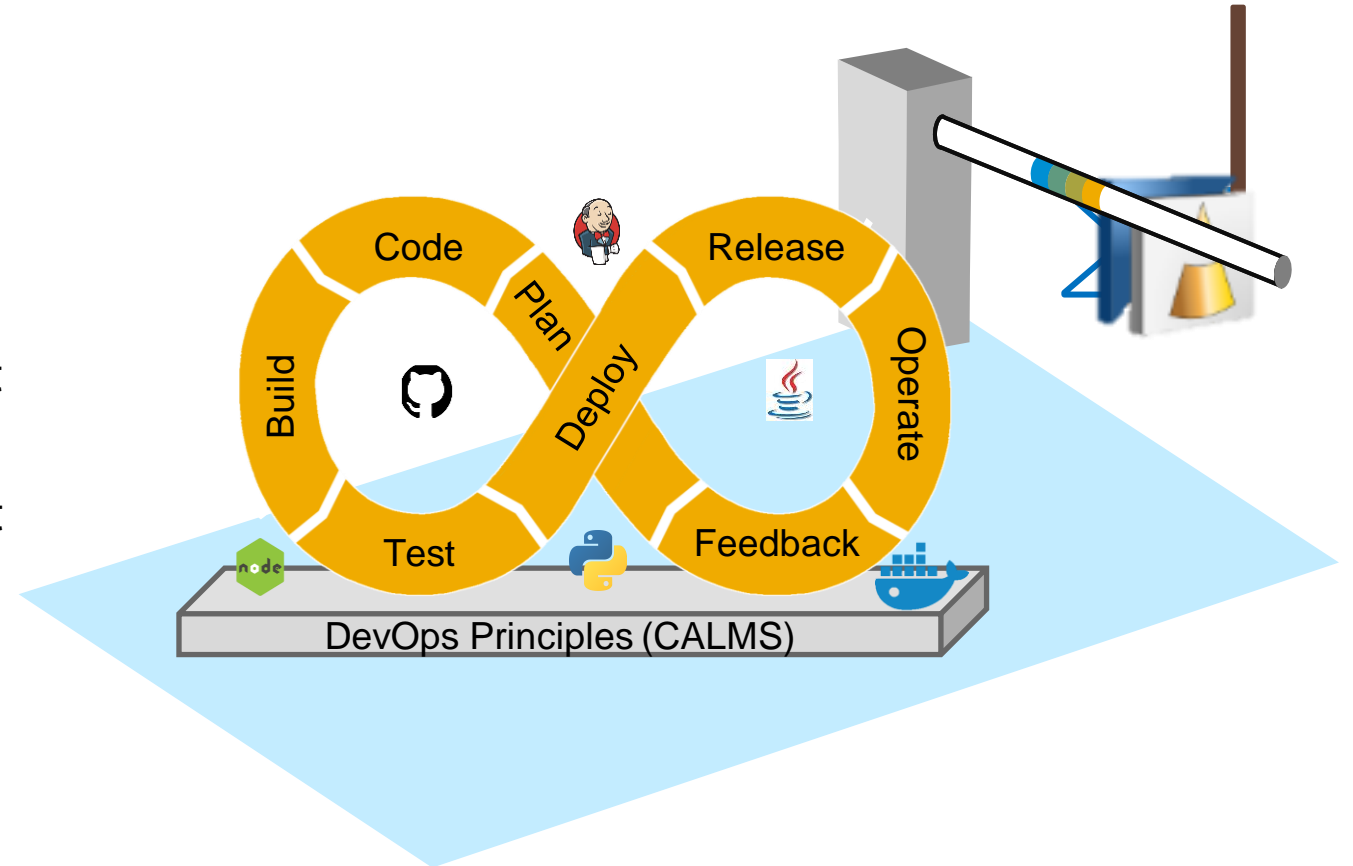 Code
Release
Plan
Build
Deploy
Operate
Test
Feedback
node
DevOps Principles (CALMS)